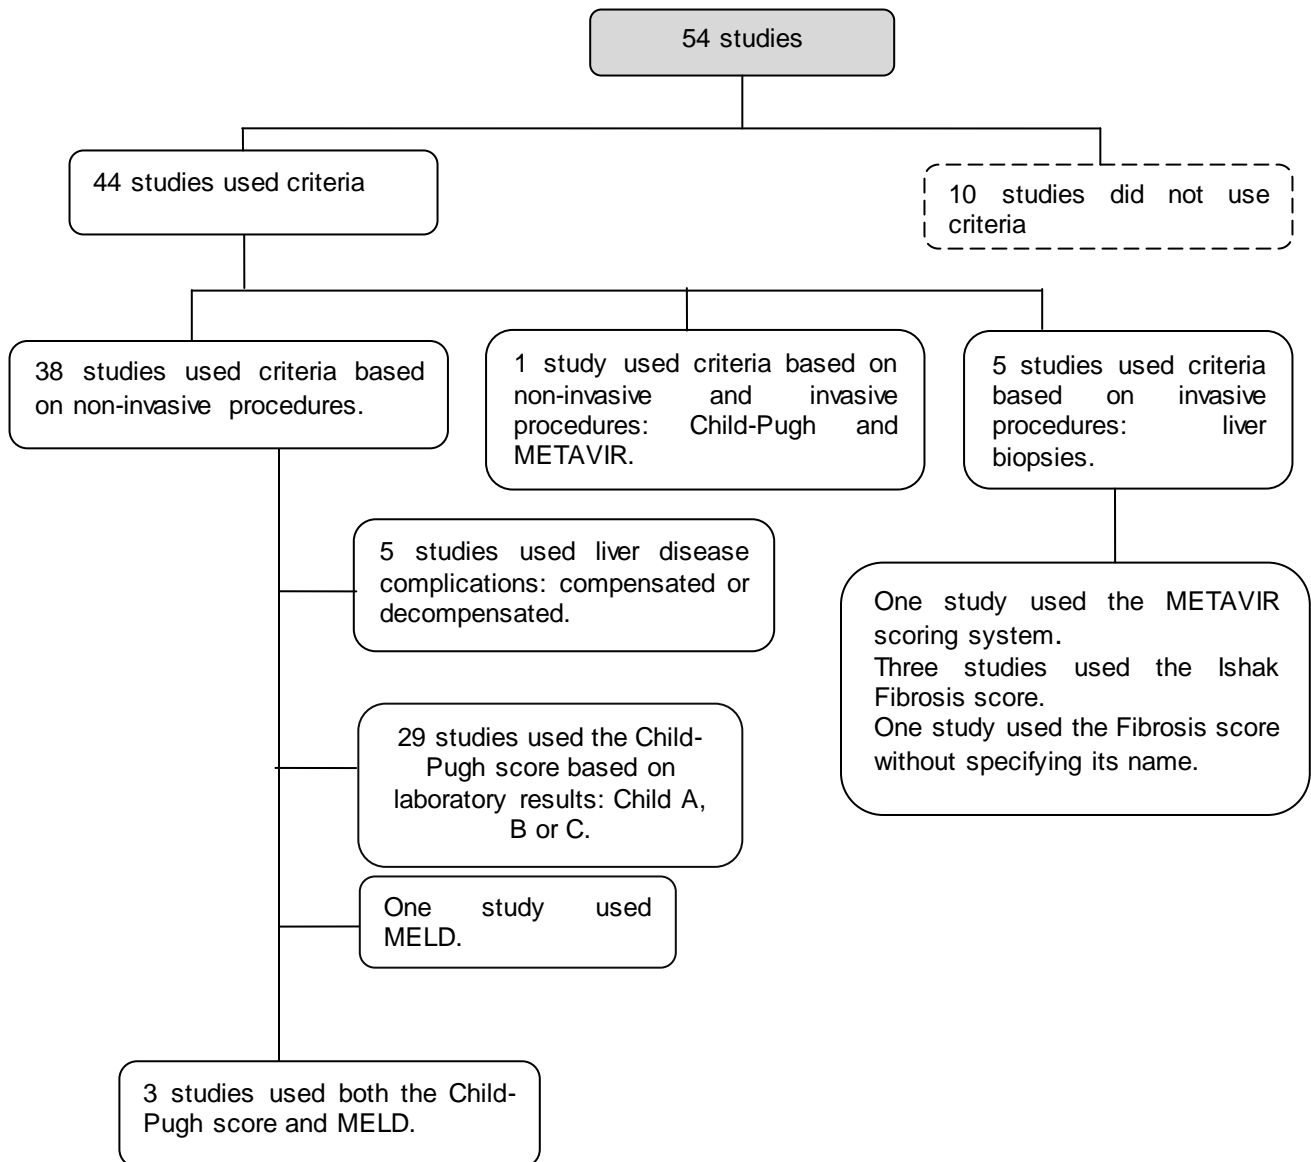 54 studies
44 studies used criteria
10 studies did not use
criteria
38 studies used criteria based
on non-invasive procedures.
1 study used criteria based on
non-invasive and invasive
procedures: Child-Pugh and
METAVIR.
5 studies used criteria
based on invasive
procedures: liver
biopsies.
5 studies used liver disease
complications: compensated or
decompensated.
One study used the METAVIR
scoring system.
Three studies used the Ishak
Fibrosis score.
One study used the Fibrosis score
without specifying its name.
29 studies used the Child-
Pugh score based on
laboratory results: Child A,
B or C.
One study used
MELD.
3 studies used both the Child-
Pugh score and MELD.